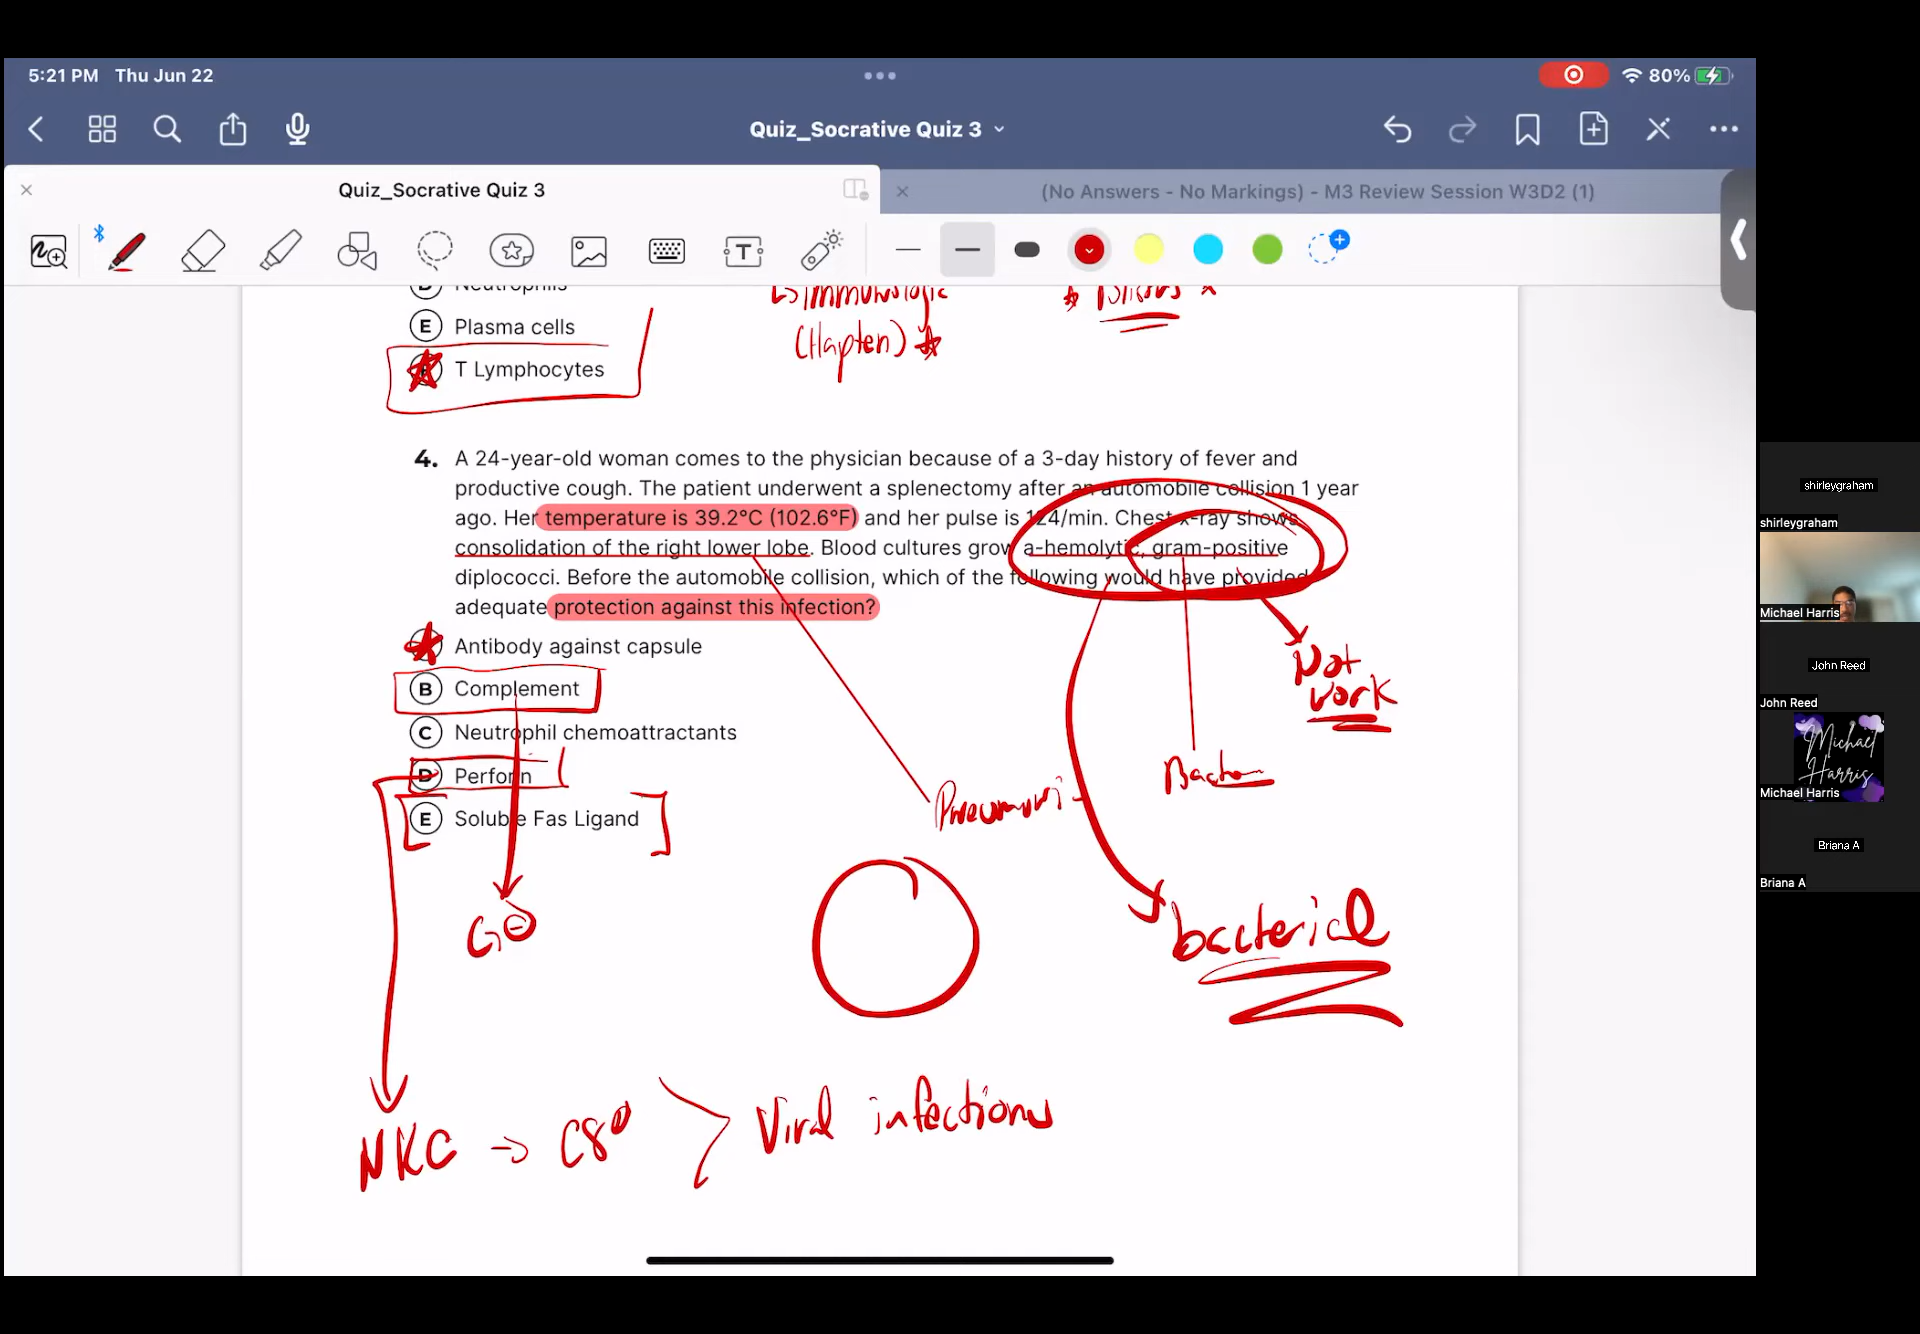 5:21 PM Thu Jun 22
80%
Quiz_Socrative Quiz 3
Quiz_Socrative Quiz 3
(No Answers - No Markings) - M3 Review Session W3D2 (1)
D Neutrophils
E Plasma cells
T Lymphocytes
↳ Immunologic
(Hapten)
4. A 24-year-old woman comes to the physician because of a 3-day history of fever and
productive cough. The patient underwent a splenectomy after an automobile collision 1 year
ago. Her temperature is 39.2°C (102.6°F) and her pulse is 124/min. Chest x-ray shows
consolidation of the right lower lobe. Blood cultures grow a-hemolytic, gram-positive
diplococci. Before the automobile collision, which of the following would have provided
adequate protection against this infection?
Antibody against capsule
B Complement
C Neutrophil chemoattractants
D Perforin
E Soluble Fas Ligand
Not
work
bacterial
G⊖
NKC → CD8
Viral infections
shirleygraham
shirleygraham
Michael Harris
John Reed
John Reed
Michael
Harris
Michael Harris
Briana A
Briana A